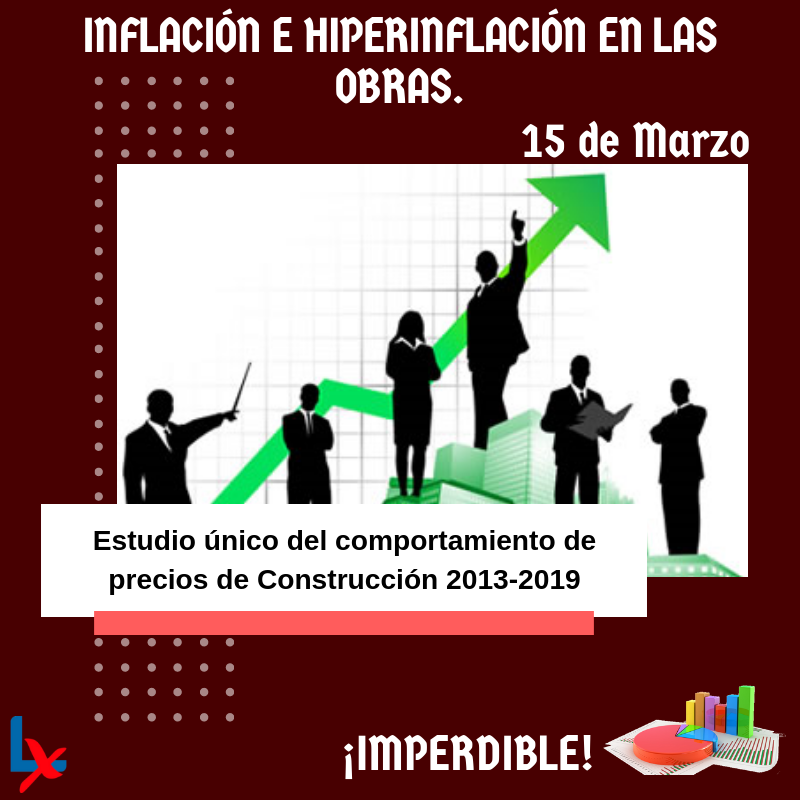 INFLACIÓN E HIPERINFLACIÓN EN LAS
OBRAS.
15 de Marzo
Estudio único del comportamiento de
precios de Construcción 2013-2019
¡IMPERDIBLE!
Lx